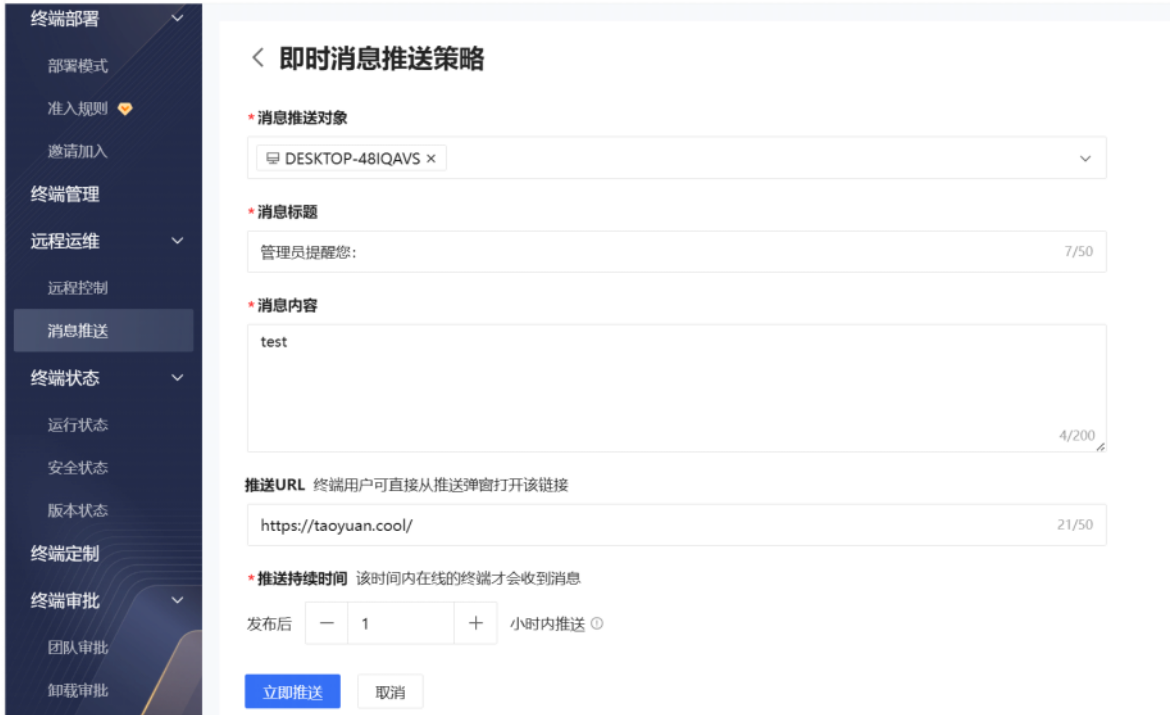 终端部署
部署模式
准入规则
邀请加入
终端管理
远程运维
远程控制
消息推送
终端状态
运行状态
安全状态
版本状态
终端定制
终端审批
团队审批
卸载审批
即时消息推送策略
*消息推送对象
DESKTOP-48IQAVS ×
*消息标题
管理员提醒您: 7/50
*消息内容
test
4/200
推送URL 终端用户可直接从推送弹窗打开该链接
https://taoyuan.cool/ 21/50
*推送持续时间 该时间内在线的终端才会收到消息
发布后 — 1 + 小时内推送
立即推送 取消